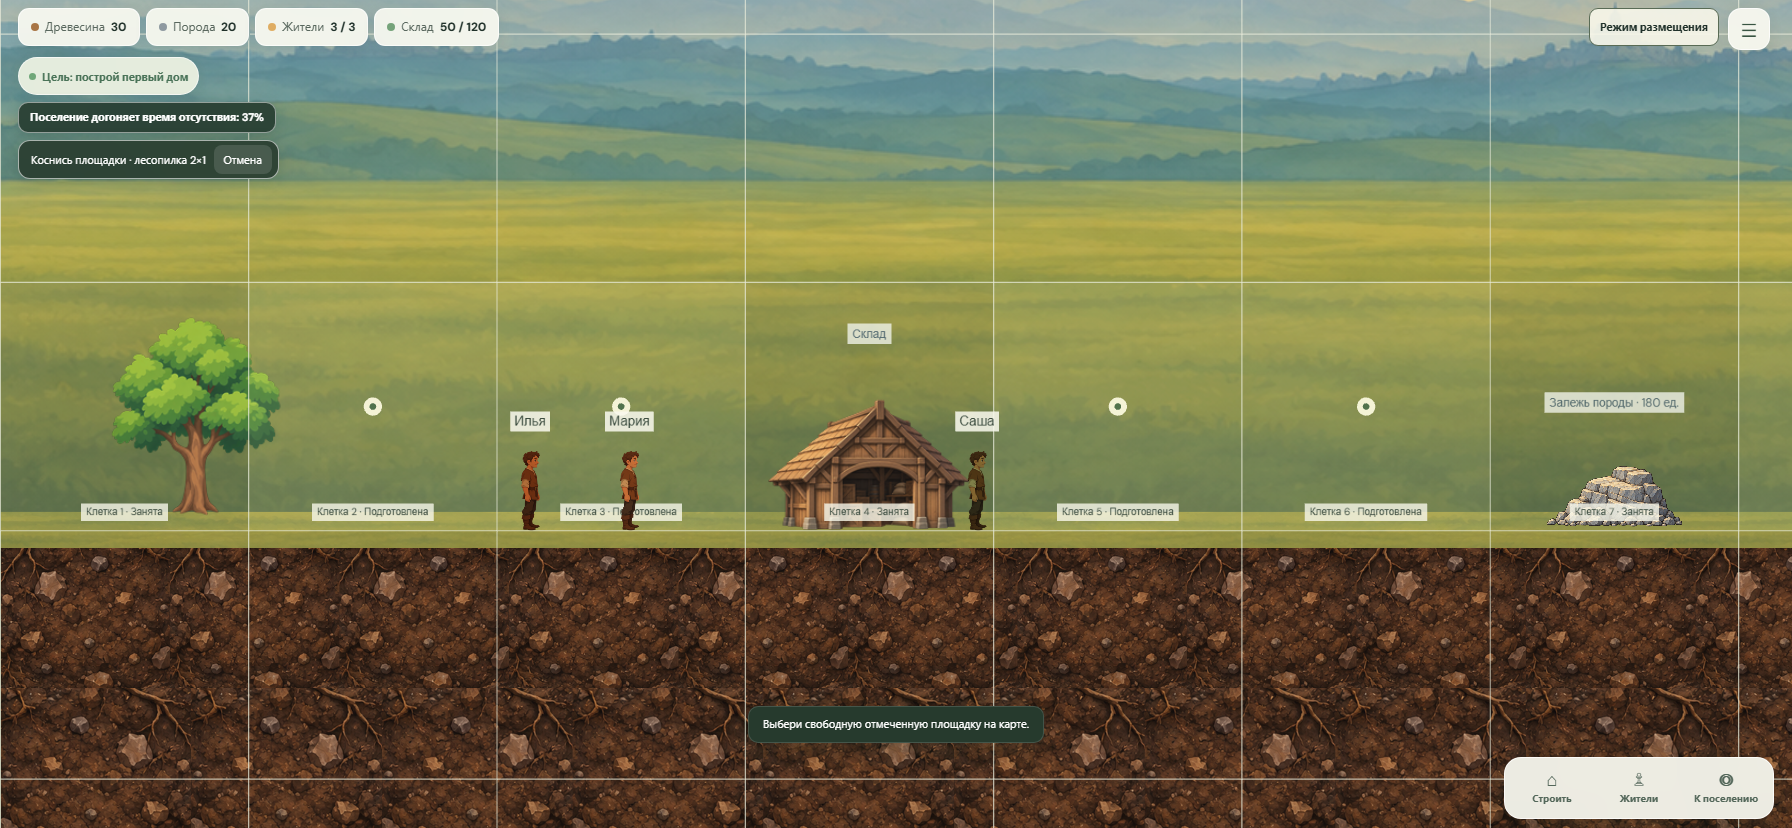 Древесина 30
Порода 20
Жители 3 / 3
Склад 50 / 120
Режим размещения
Цель: построй первый дом
Поселение догоняет время отсутствия: 37%
Коснись площадки · лесопилка 2×1
Отмена
Склад
Залежь породы · 180 ед.
Илья
Мария
Саша
Клетка 1 · Занята
Клетка 2 · Подготовлена
Клетка 3 · Подготовлена
Клетка 4 · Занята
Клетка 5 · Подготовлена
Клетка 6 · Подготовлена
Клетка 7 · Занята
Выбери свободную отмеченную площадку на карте.
Строить
Жители
К поселению